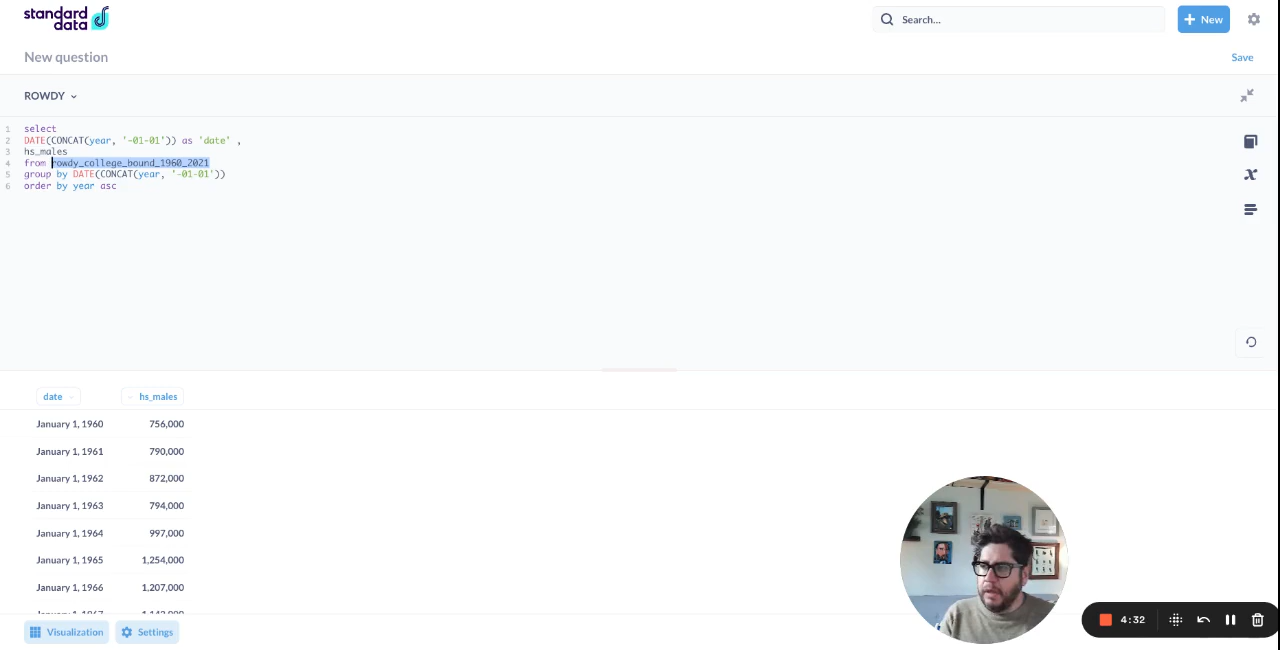 standard
data
Search...
New
New question
Save
ROWDY
1 select
2 DATE(CONCAT(year, '-01-01')) as 'date' ,
3 hs_males
4 from rowdy_college_bound_1960_2021
5 group by DATE(CONCAT(year, '-01-01'))
6 order by year asc
x
date hs_males
January 1, 1960 756,000
January 1, 1961 790,000
January 1, 1962 872,000
January 1, 1963 794,000
January 1, 1964 997,000
January 1, 1965 1,254,000
January 1, 1966 1,207,000
January 1, 1967
Visualization Settings
4:32